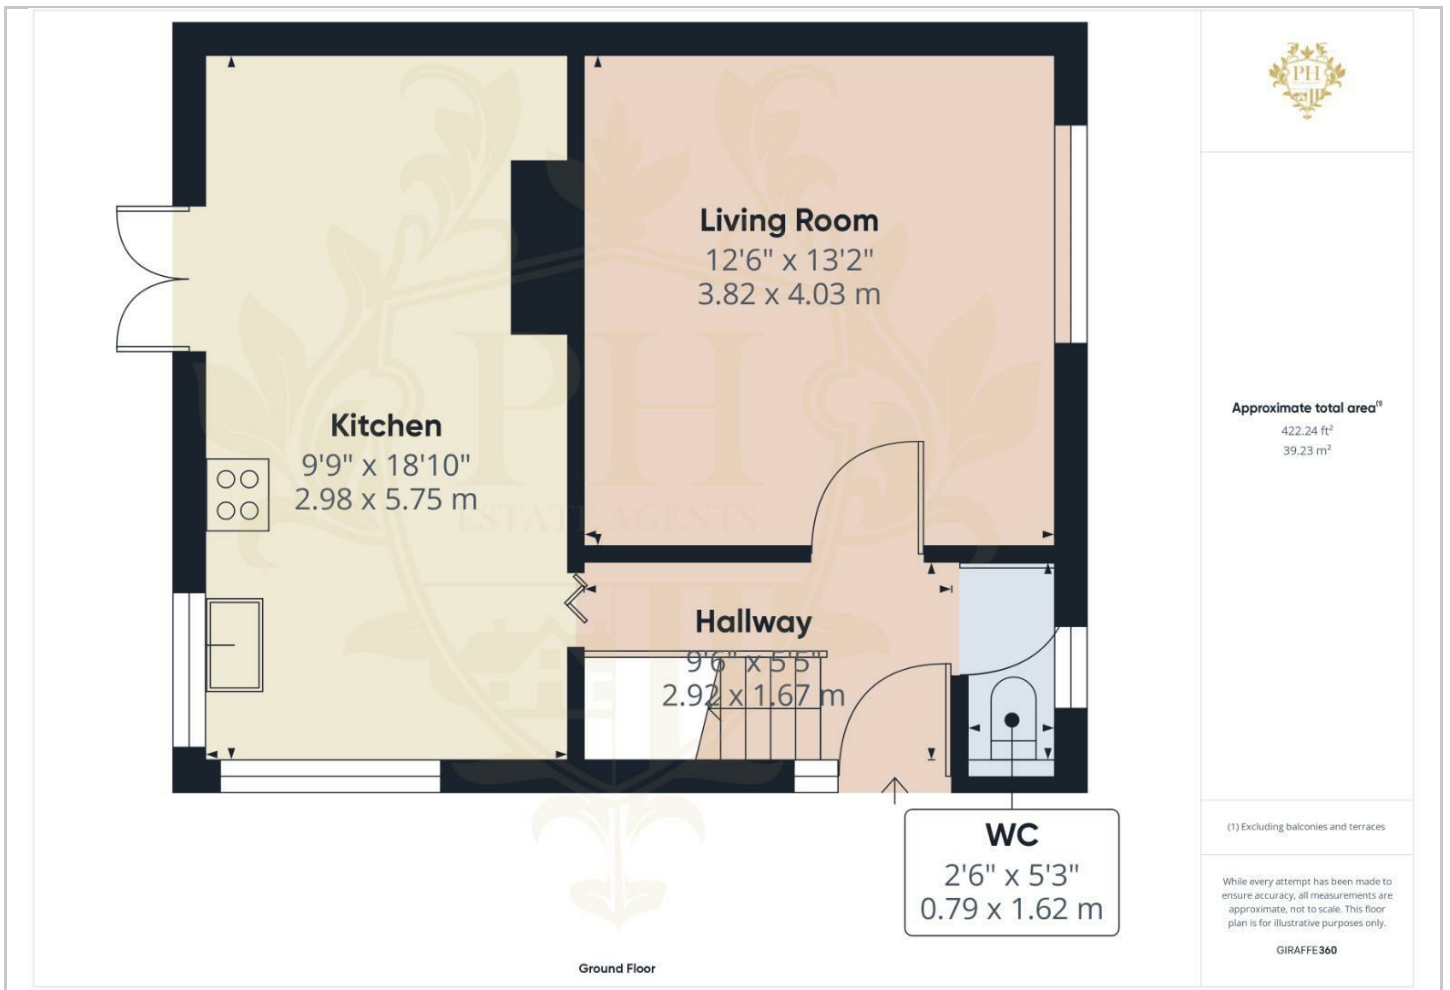 PH
Living Room
12'6" x 13'2"
3.82 x 4.03 m
Kitchen
9'9" x 18'10"
2.98 x 5.75 m
PH
ESTATE AGENTS
Hallway
9'6" x 5'5"
2.92 x 1.67 m
WC
2'6" x 5'3"
0.79 x 1.62 m
Ground Floor
Approximate total area(1)
422.24 ft²
39.23 m²
(1) Excluding balconies and terraces
While every attempt has been made to
ensure accuracy, all measurements are
approximate, not to scale. This floor
plan is for illustrative purposes only.
GIRAFFE360